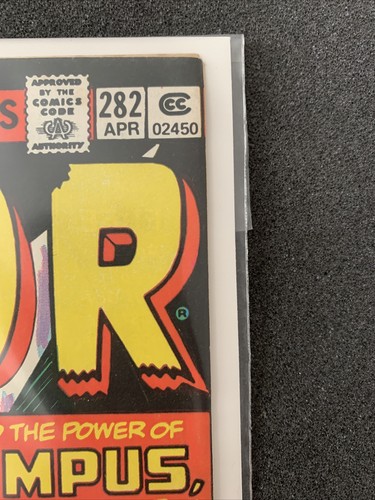 APPROVED
BY THE
COMICS
CODE
CA
AUTHORITY
S
282
APR
CC
02450
OR
®
THE POWER OF
MPUS,